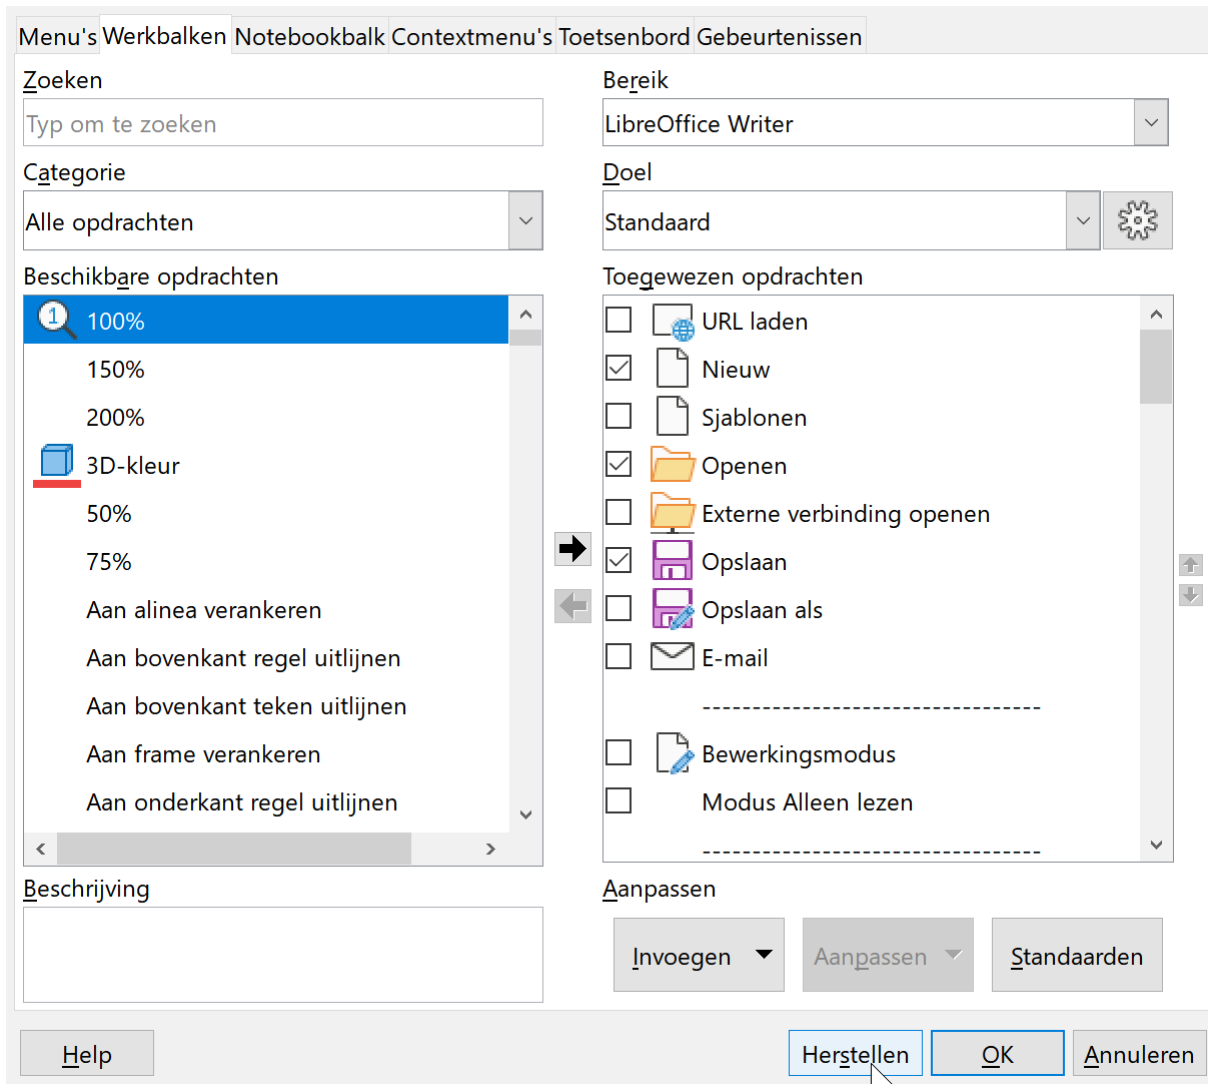 Menu's Werkbalken Notebookbalk Contextmenu's Toetsenbord Gebeurtenissen
Zoeken
Typ om te zoeken
Categorie
Alle opdrachten
Beschikbare opdrachten
1 100%
150%
200%
3D-kleur
50%
75%
Aan alinea verankeren
Aan bovenkant regel uitlijnen
Aan bovenkant teken uitlijnen
Aan frame verankeren
Aan onderkant regel uitlijnen
Beschrijving
Bereik
LibreOffice Writer
Doel
Standaard
Toegewezen opdrachten
URL laden
Nieuw
Sjablonen
Openen
Externe verbinding openen
Opslaan
Opslaan als
E-mail
----------------------------------
Bewerkingsmodus
Modus Alleen lezen
----------------------------------
Aanpassen
Invoegen Aanpassen Standaarden
Help Herstellen OK Annuleren